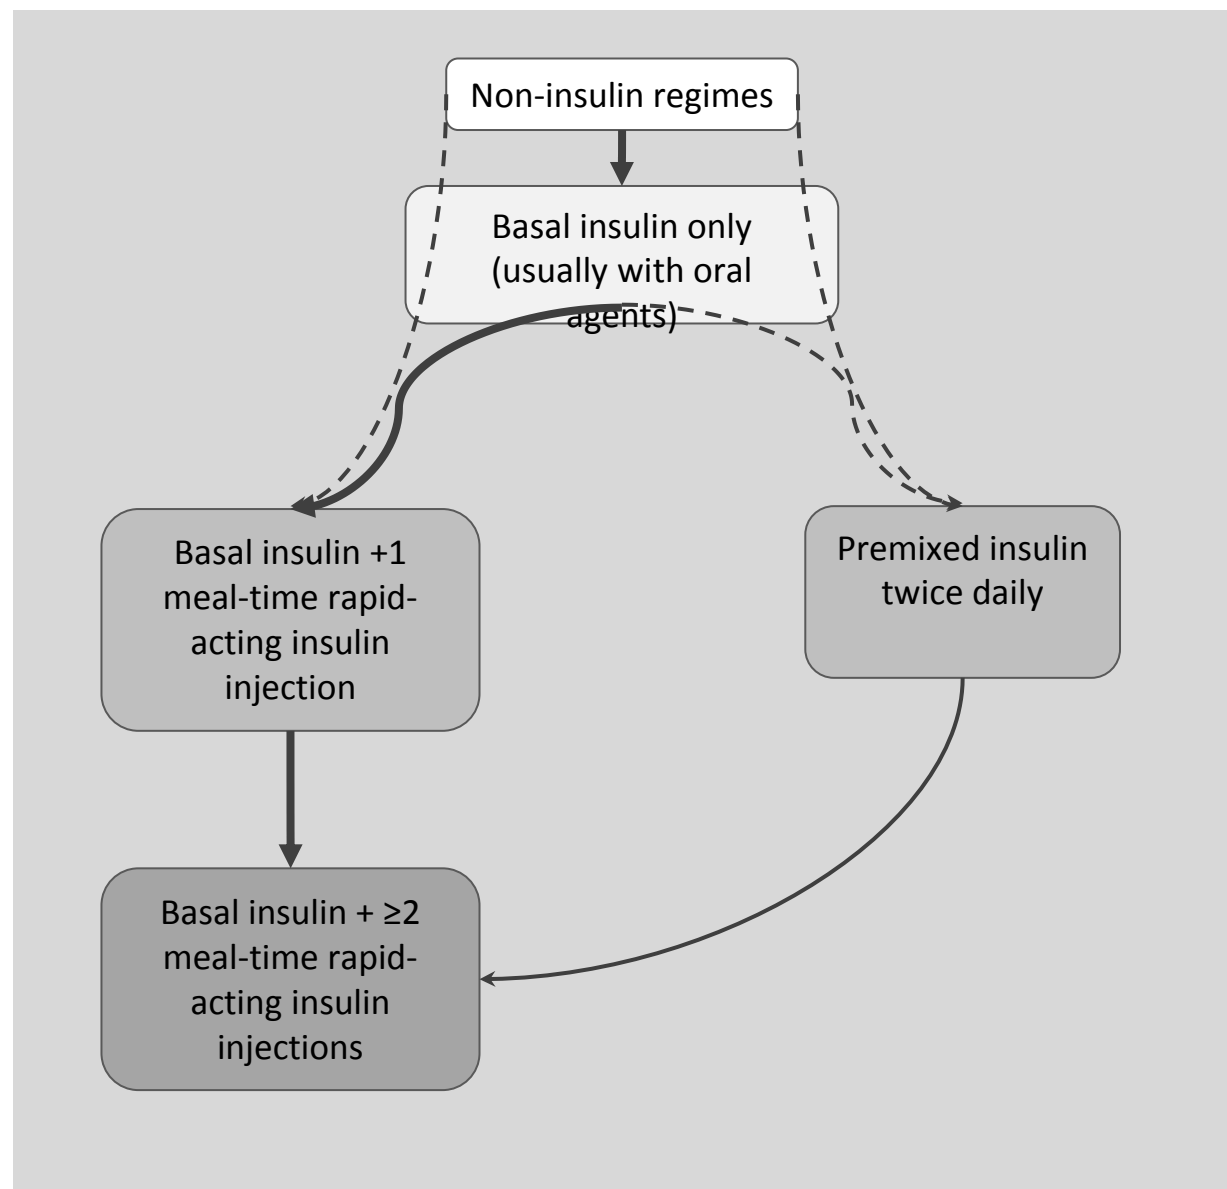 Non-insulin regimes
Basal insulin only
(usually with oral
agents)
Basal insulin +1
meal-time rapid-
acting insulin
injection
Premixed insulin
twice daily
Basal insulin + ≥2
meal-time rapid-
acting insulin
injections